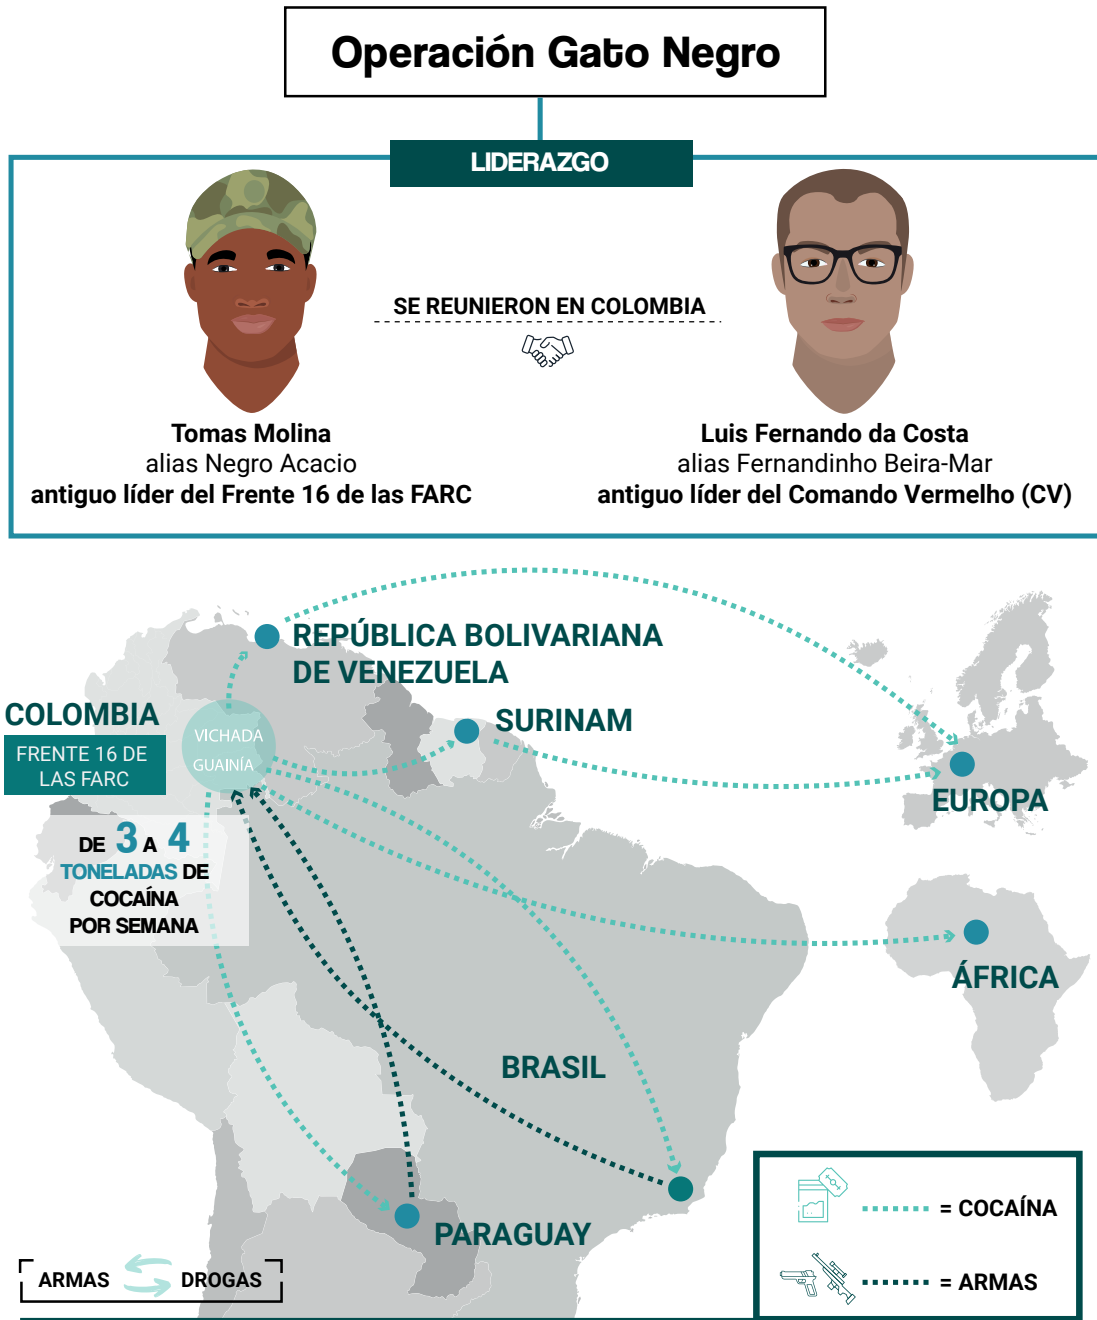 Operación Gato Negro
LIDERAZGO
SE REUNIERON EN COLOMBIA
Tomas Molina
alias Negro Acacio
antiguo líder del Frente 16 de las FARC
Luis Fernando da Costa
alias Fernandinho Beira-Mar
antiguo líder del Comando Vermelho (CV)
REPÚBLICA BOLIVARIANA
DE VENEZUELA
SURINAM
COLOMBIA
FRENTE 16 DE
LAS FARC
VICHADA
GUAINÍA
EUROPA
DE 3 A 4
TONELADAS DE
COCAÍNA
POR SEMANA
ÁFRICA
BRASIL
PARAGUAY
ARMAS DROGAS
= COCAÍNA
= ARMAS